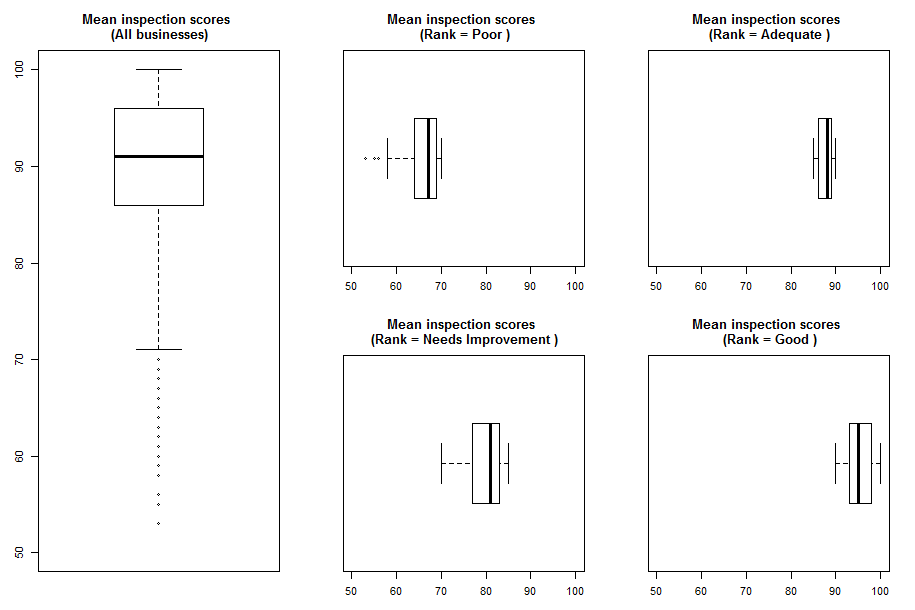 Mean inspection scores
(All businesses)
100
90
80
70
60
50
Mean inspection scores
(Rank = Poor )
50 60 70 80 90 100
Mean inspection scores
(Rank = Adequate )
50 60 70 80 90 100
Mean inspection scores
(Rank = Needs Improvement )
50 60 70 80 90 100
Mean inspection scores
(Rank = Good )
50 60 70 80 90 100